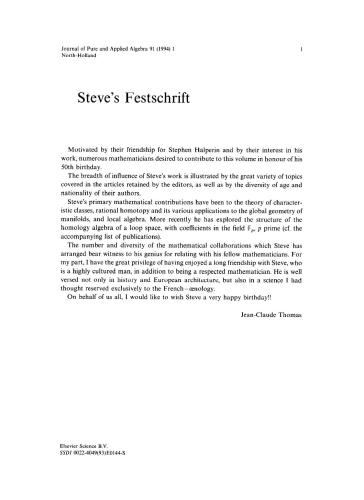 Journal of Pure and Applied Algebra 91 (1994) 1
1
North-Holland
Steve's Festschrift
Motivated by their friendship for Stephen Halperin and by their interest in his
work, numerous mathematicians desired to contribute to this volume in honour of his
50th birthday.
The breadth of influence of Steve's work is illustrated by the great variety of topics
covered in the articles retained by the editors, as well as by the diversity of age and
nationality of their authors.
Steve's primary mathematical contributions have been to the theory of character-
istic classes, rational homotopy and its various applications to the global geometry of
manifolds, and local algebra. More recently he has explored the structure of the
homology algebra of a loop space, with coefficients in the field 𝔽p, p prime (cf. the
accompanying list of publications).
The number and diversity of the mathematical collaborations which Steve has
arranged bear witness to his genius for relating with his fellow mathematicians. For
my part, I have the great privilege of having enjoyed a long friendship with Steve, who
is a highly cultured man, in addition to being a respected mathematician. He is well
versed not only in history and European architecture, but also in a science I had
thought reserved exclusively to the French—œnology.
On behalf of us all, I would like to wish Steve a very happy birthday!!
Jean-Claude Thomas
Elsevier Science B.V.
SSDI 0022-4049(93)E0144-S